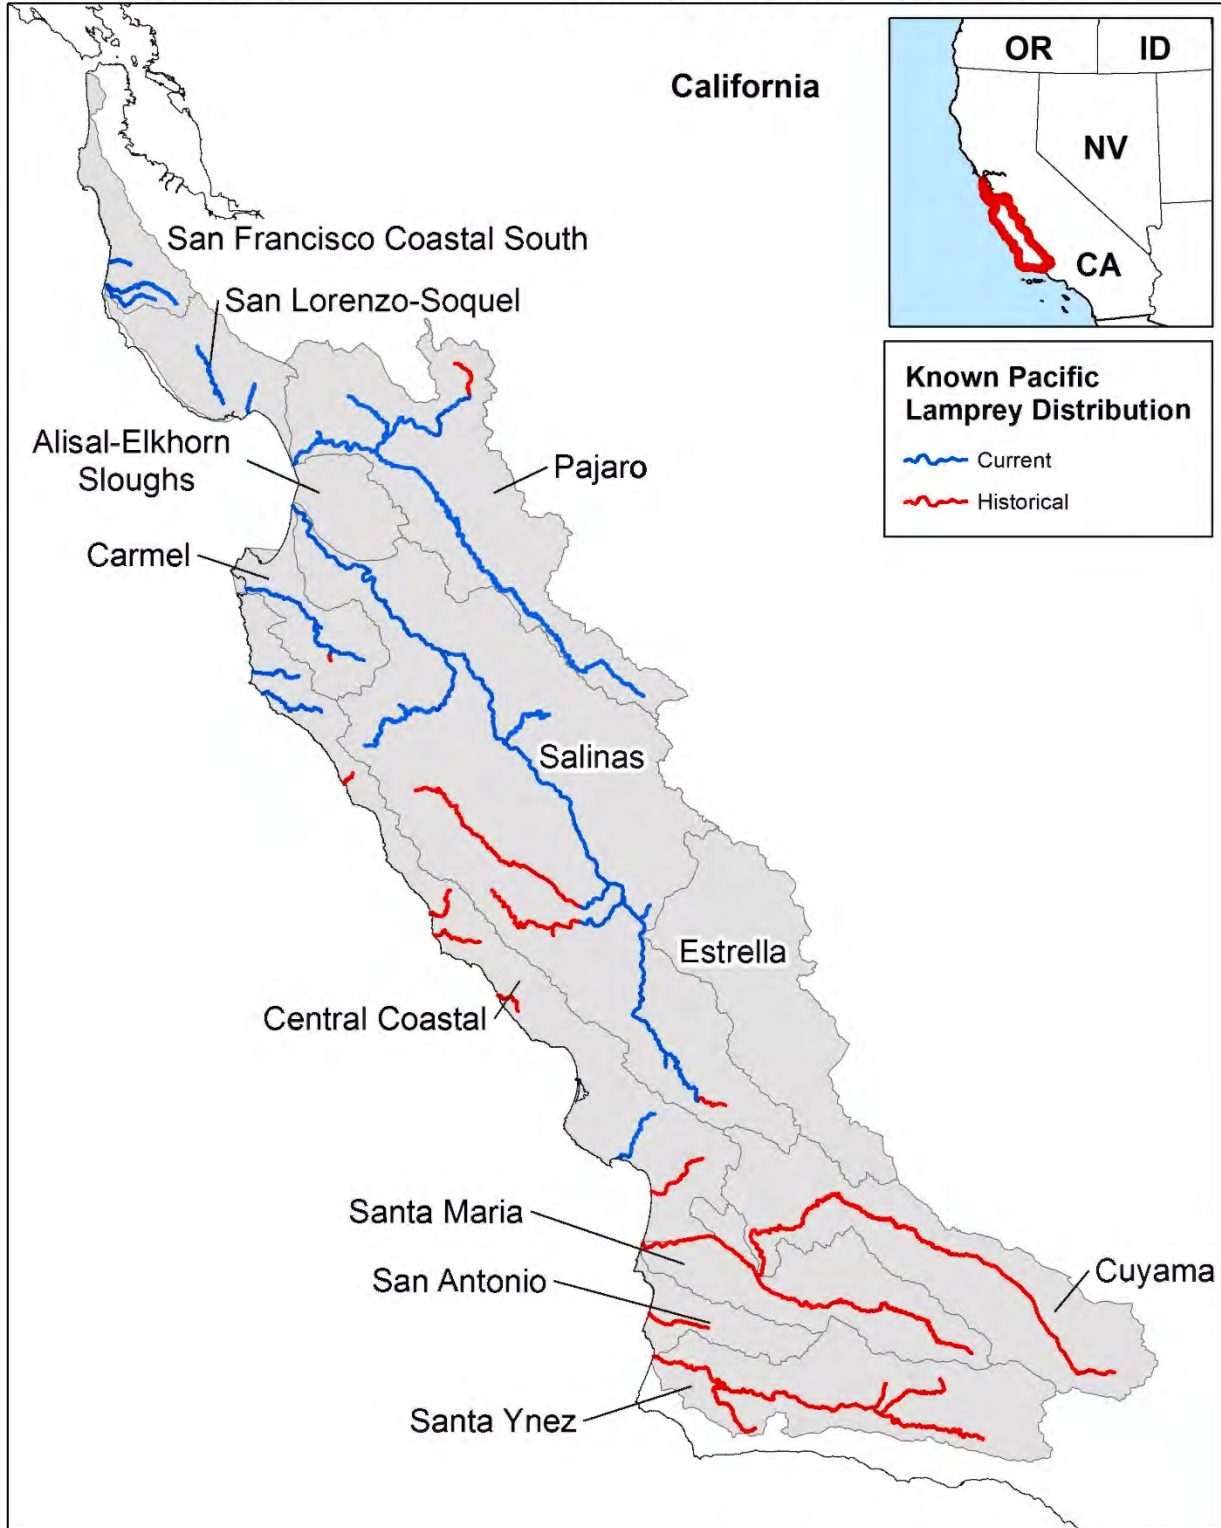 California
OR
ID
NV
CA
Known Pacific
Lamprey Distribution
Current
Historical
San Francisco Coastal South
San Lorenzo-Soquel
Alisal-Elkhorn
Sloughs
Pajaro
Carmel
Salinas
Estrella
Central Coastal
Santa Maria
San Antonio
Cuyama
Santa Ynez